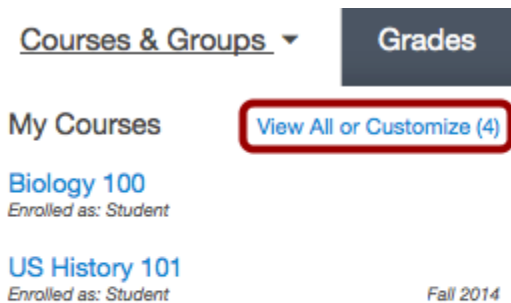 Courses & Groups Grades
My Courses View All or Customize (4)
Biology 100
Enrolled as: Student
US History 101
Enrolled as: Student Fall 2014